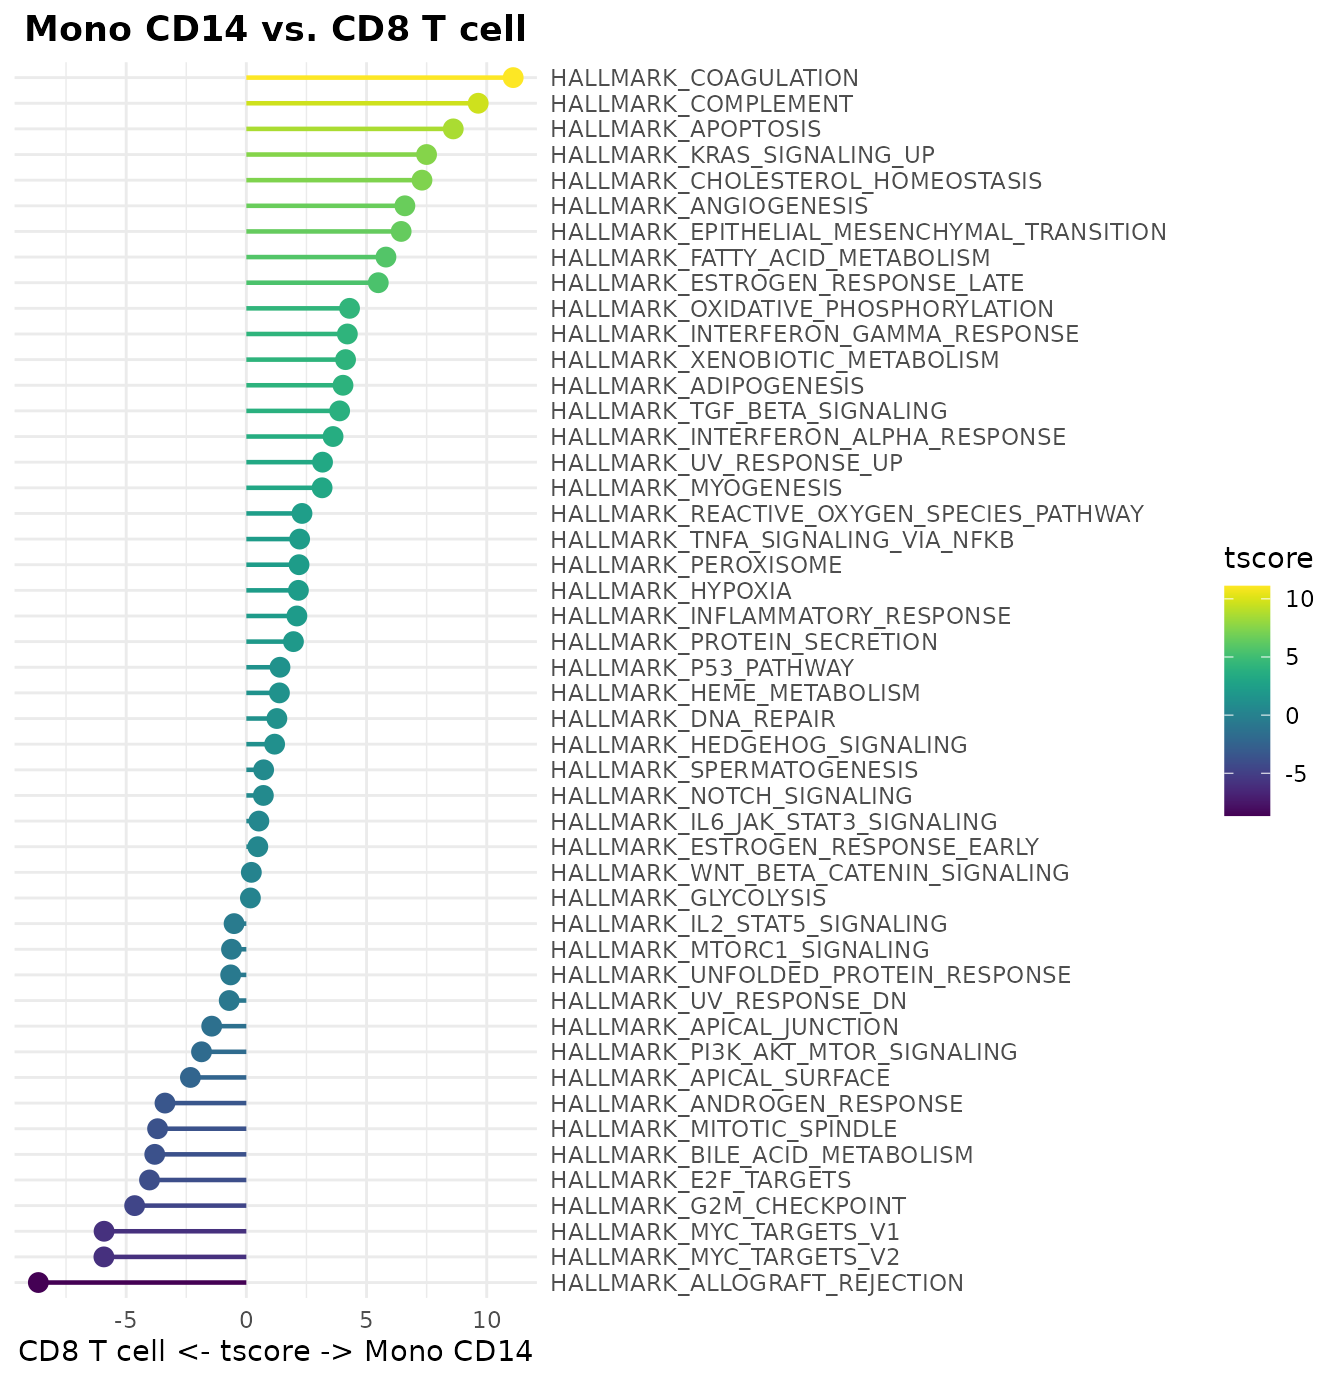 Mono CD14 vs. CD8 T cell
HALLMARK_COAGULATION
HALLMARK_COMPLEMENT
HALLMARK_APOPTOSIS
HALLMARK_KRAS_SIGNALING_UP
HALLMARK_CHOLESTEROL_HOMEOSTASIS
HALLMARK_ANGIOGENESIS
HALLMARK_EPITHELIAL_MESENCHYMAL_TRANSITION
HALLMARK_FATTY_ACID_METABOLISM
HALLMARK_ESTROGEN_RESPONSE_LATE
HALLMARK_OXIDATIVE_PHOSPHORYLATION
HALLMARK_INTERFERON_GAMMA_RESPONSE
HALLMARK_XENOBIOTIC_METABOLISM
HALLMARK_ADIPOGENESIS
HALLMARK_TGF_BETA_SIGNALING
HALLMARK_INTERFERON_ALPHA_RESPONSE
HALLMARK_UV_RESPONSE_UP
HALLMARK_MYOGENESIS
HALLMARK_REACTIVE_OXYGEN_SPECIES_PATHWAY
HALLMARK_TNFA_SIGNALING_VIA_NFKB
HALLMARK_PEROXISOME
HALLMARK_HYPOXIA
HALLMARK_INFLAMMATORY_RESPONSE
HALLMARK_PROTEIN_SECRETION
HALLMARK_P53_PATHWAY
HALLMARK_HEME_METABOLISM
HALLMARK_DNA_REPAIR
HALLMARK_HEDGEHOG_SIGNALING
HALLMARK_SPERMATOGENESIS
HALLMARK_NOTCH_SIGNALING
HALLMARK_IL6_JAK_STAT3_SIGNALING
HALLMARK_ESTROGEN_RESPONSE_EARLY
HALLMARK_WNT_BETA_CATENIN_SIGNALING
HALLMARK_GLYCOLYSIS
HALLMARK_IL2_STAT5_SIGNALING
HALLMARK_MTORC1_SIGNALING
HALLMARK_UNFOLDED_PROTEIN_RESPONSE
HALLMARK_UV_RESPONSE_DN
HALLMARK_APICAL_JUNCTION
HALLMARK_PI3K_AKT_MTOR_SIGNALING
HALLMARK_APICAL_SURFACE
HALLMARK_ANDROGEN_RESPONSE
HALLMARK_MITOTIC_SPINDLE
HALLMARK_BILE_ACID_METABOLISM
HALLMARK_E2F_TARGETS
HALLMARK_G2M_CHECKPOINT
HALLMARK_MYC_TARGETS_V1
HALLMARK_MYC_TARGETS_V2
HALLMARK_ALLOGRAFT_REJECTION
-5 0 5 10
CD8 T cell <- tscore -> Mono CD14
tscore
10
5
0
-5